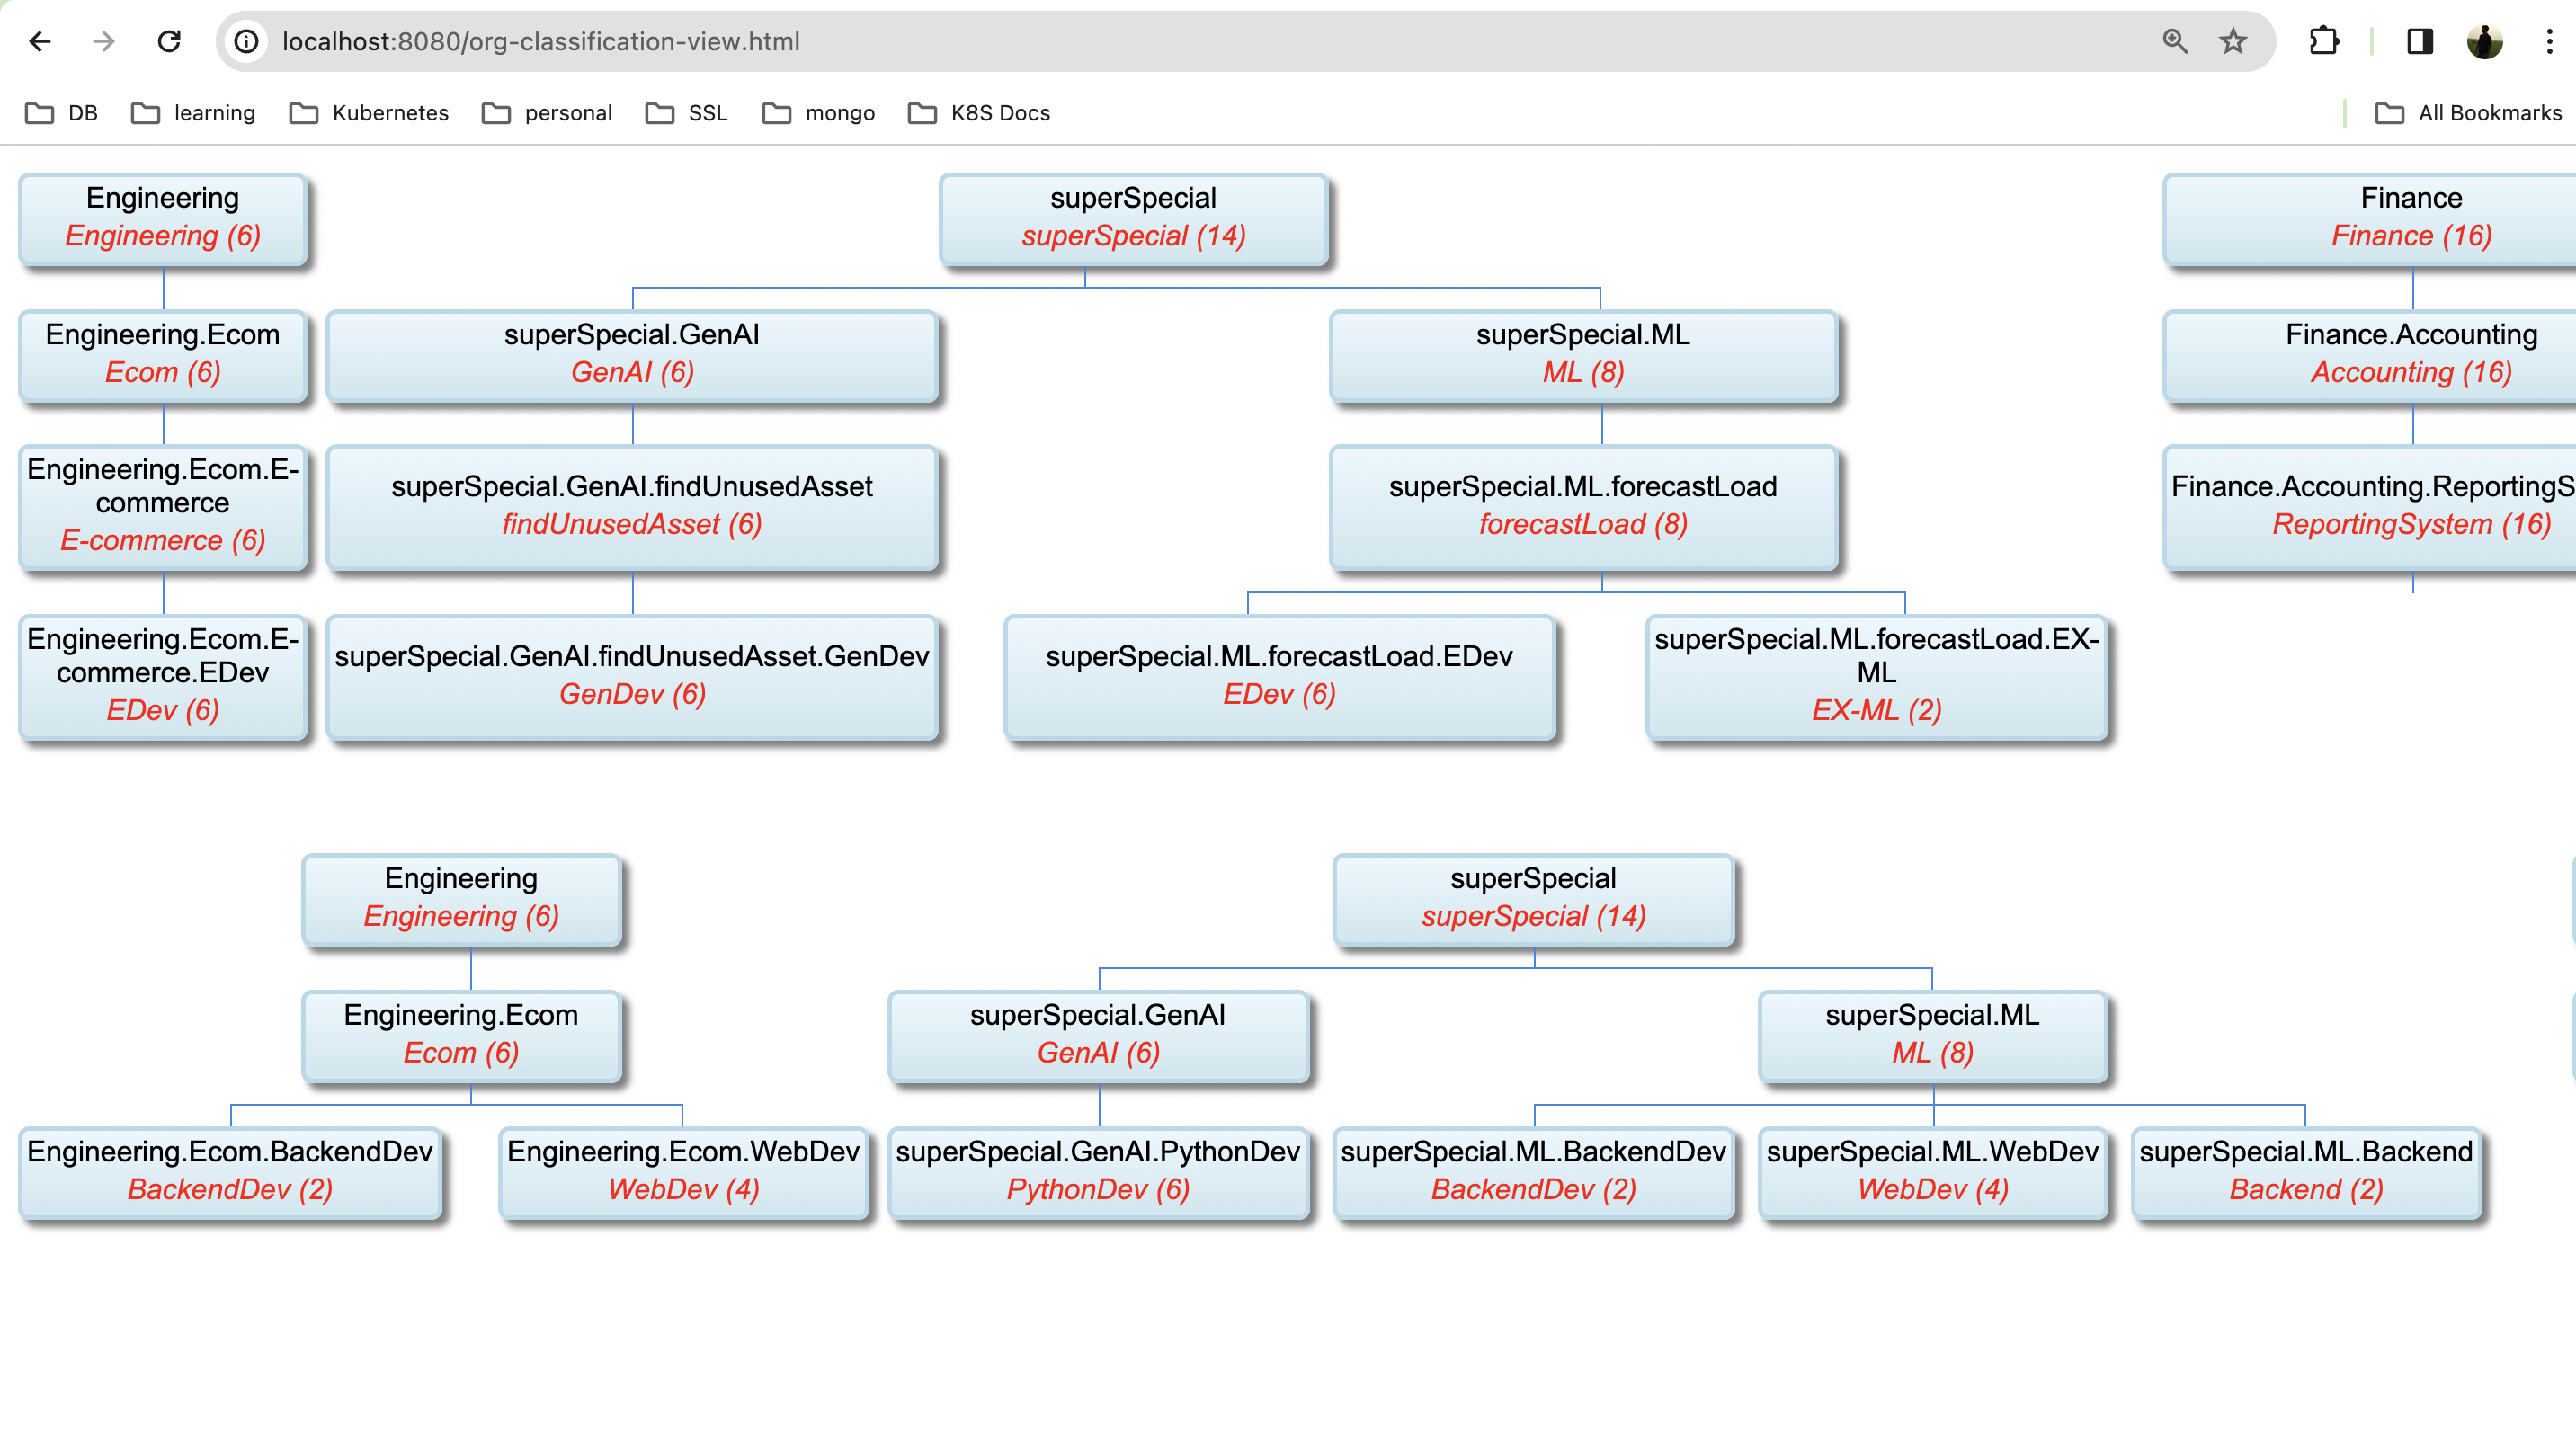 localhost:8080/org-classification-view.html
DB learning Kubernetes personal SSL mongo K8S Docs All Bookmarks
Engineering
Engineering (6)
superSpecial
superSpecial (14)
Finance
Finance (16)
Engineering.Ecom
Ecom (6)
superSpecial.GenAI
GenAI (6)
superSpecial.ML
ML (8)
Finance.Accounting
Accounting (16)
Engineering.Ecom.E-
commerce
E-commerce (6)
superSpecial.GenAI.findUnusedAsset
findUnusedAsset (6)
superSpecial.ML.forecastLoad
forecastLoad (8)
Finance.Accounting.ReportingS
ReportingSystem (16)
Engineering.Ecom.E-
commerce.EDev
EDev (6)
superSpecial.GenAI.findUnusedAsset.GenDev
GenDev (6)
superSpecial.ML.forecastLoad.EDev
EDev (6)
superSpecial.ML.forecastLoad.EX-
ML
EX-ML (2)
Engineering
Engineering (6)
superSpecial
superSpecial (14)
Engineering.Ecom
Ecom (6)
superSpecial.GenAI
GenAI (6)
superSpecial.ML
ML (8)
Engineering.Ecom.BackendDev
BackendDev (2)
Engineering.Ecom.WebDev
WebDev (4)
superSpecial.GenAI.PythonDev
PythonDev (6)
superSpecial.ML.BackendDev
BackendDev (2)
superSpecial.ML.WebDev
WebDev (4)
superSpecial.ML.Backend
Backend (2)